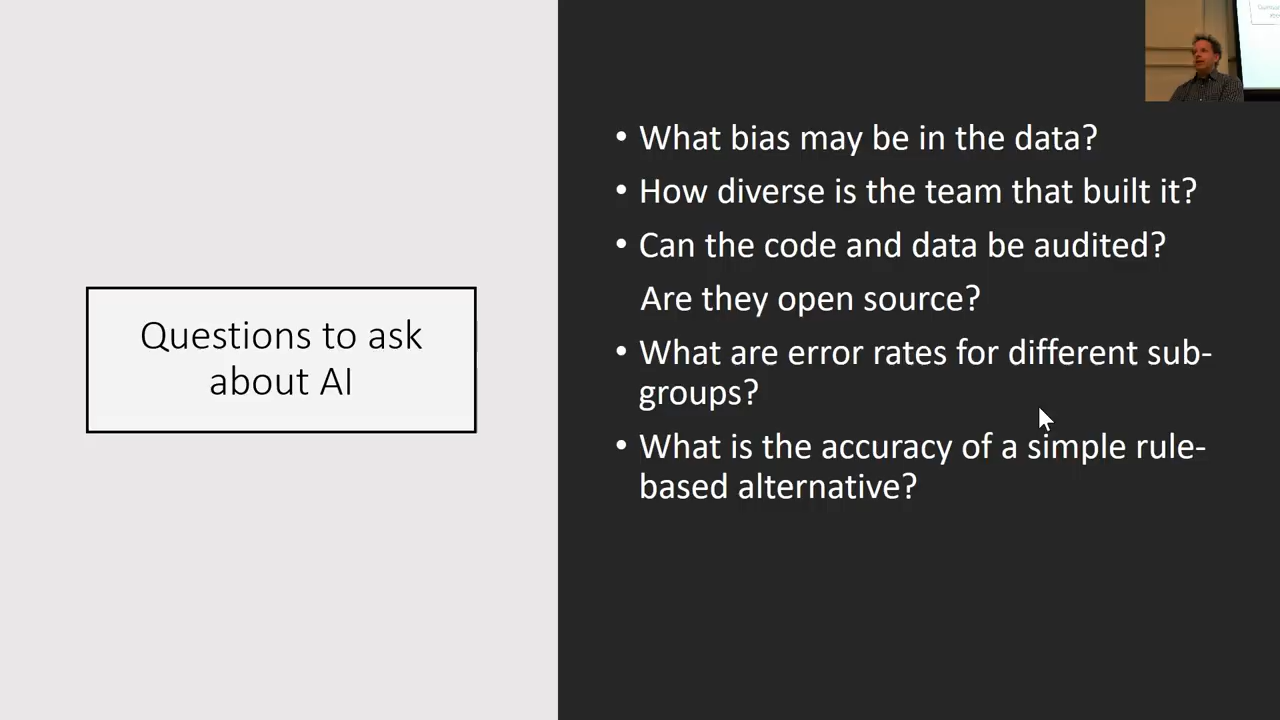 Questions to ask
about AI
• What bias may be in the data?
• How diverse is the team that built it?
• Can the code and data be audited?
Are they open source?
• What are error rates for different sub-
groups?
• What is the accuracy of a simple rule-
based alternative?